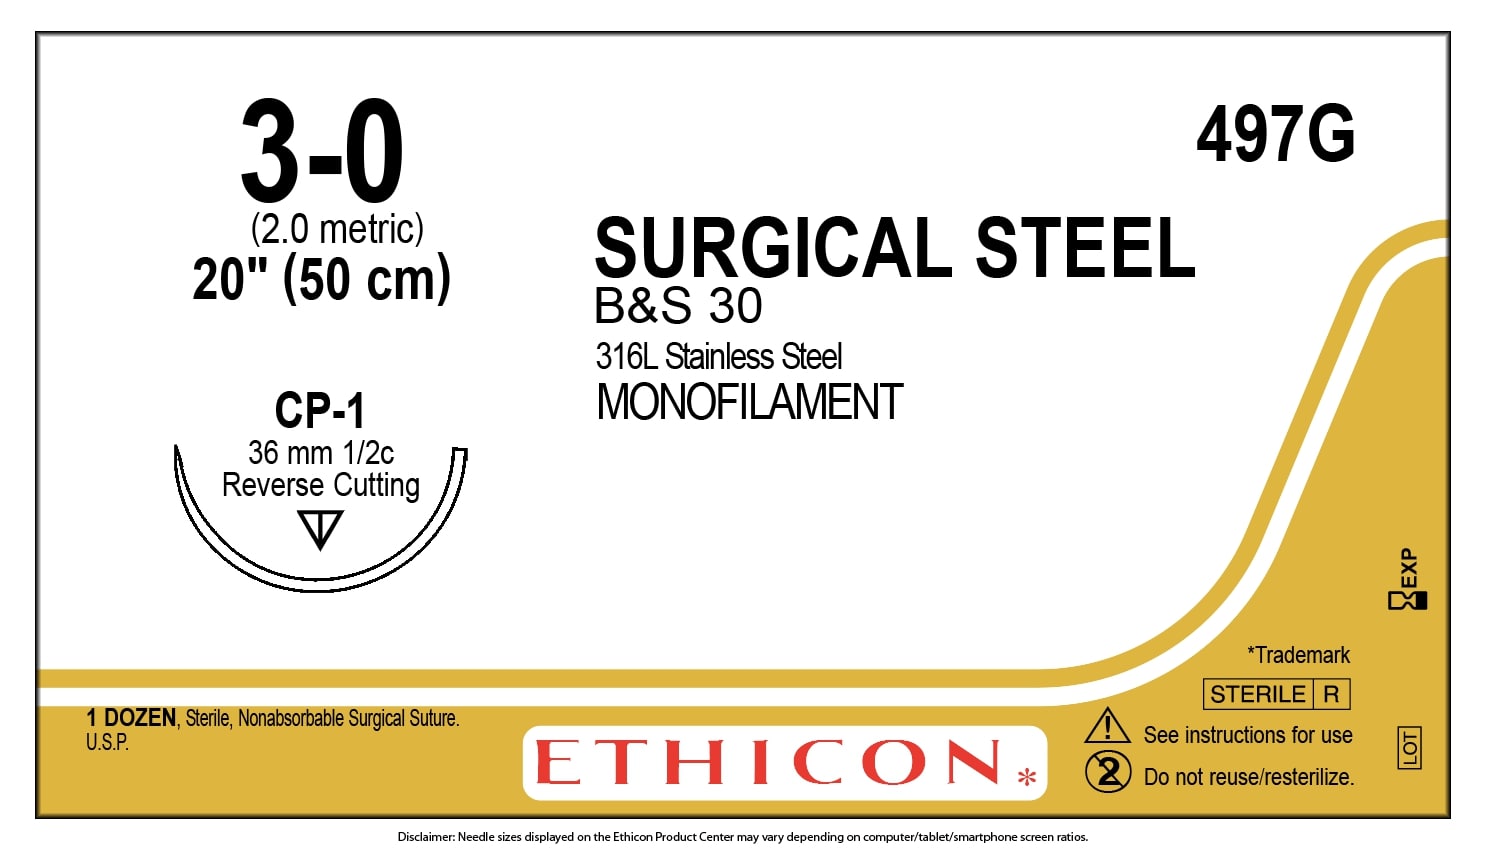 3-0
(2.0 metric)
20" (50 cm)
497G
SURGICAL STEEL
B&S 30
316L Stainless Steel
MONOFILAMENT
CP-1
36 mm 1/2c
Reverse Cutting
EXP
*Trademark
STERILE R
1 DOZEN, Sterile, Nonabsorbable Surgical Suture.
U.S.P.
ETHICON*
See instructions for use
2 Do not reuse/resterilize.
LOT
Disclaimer: Needle sizes displayed on the Ethicon Product Center may vary depending on computer/tablet/smartphone screen ratios.